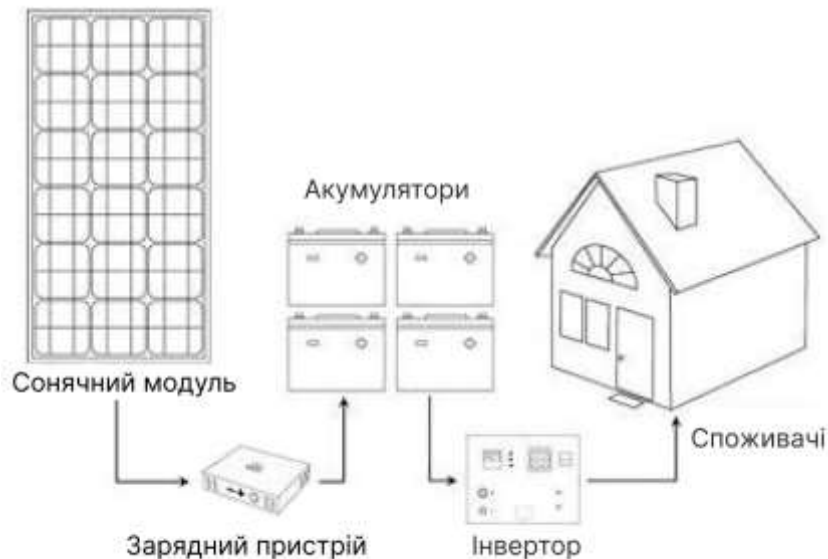 Акумулятори
Сонячний модуль
Споживачі
Зарядний пристрій
Інвертор